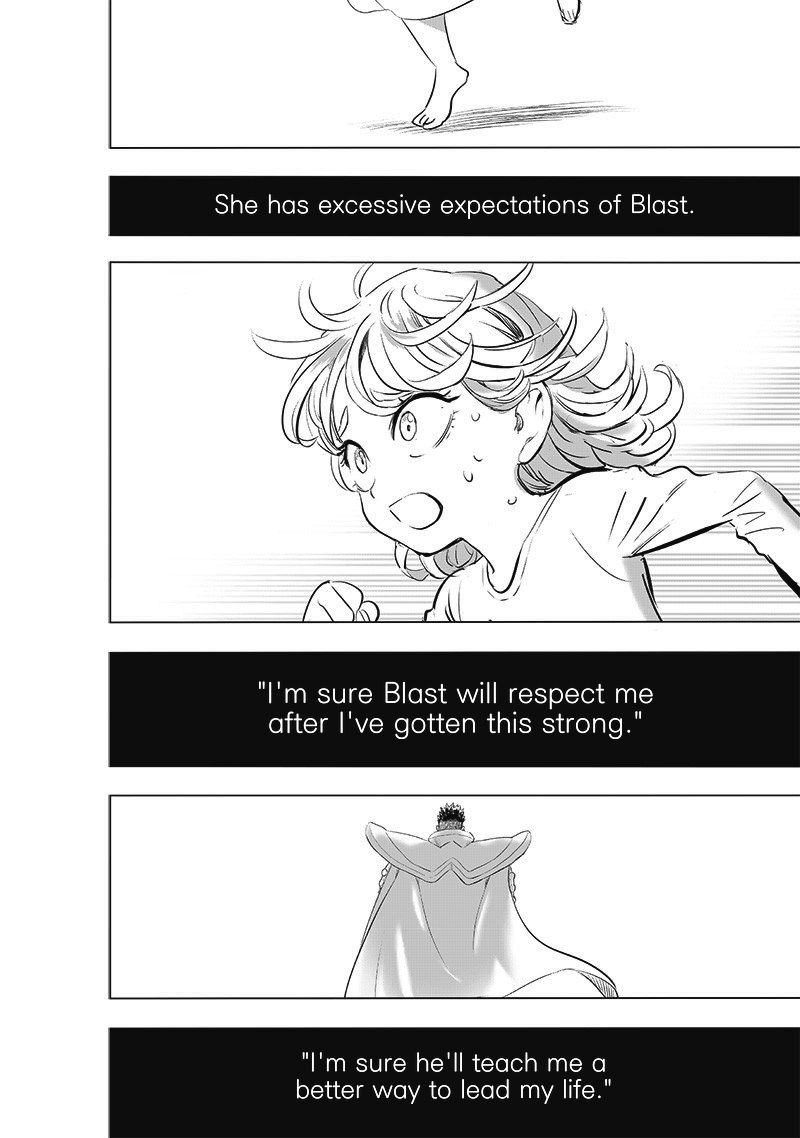 She has excessive expectations of Blast.
"I'm sure Blast will respect me
after I've gotten this strong."
"I'm sure he'll teach me a
better way to lead my life."